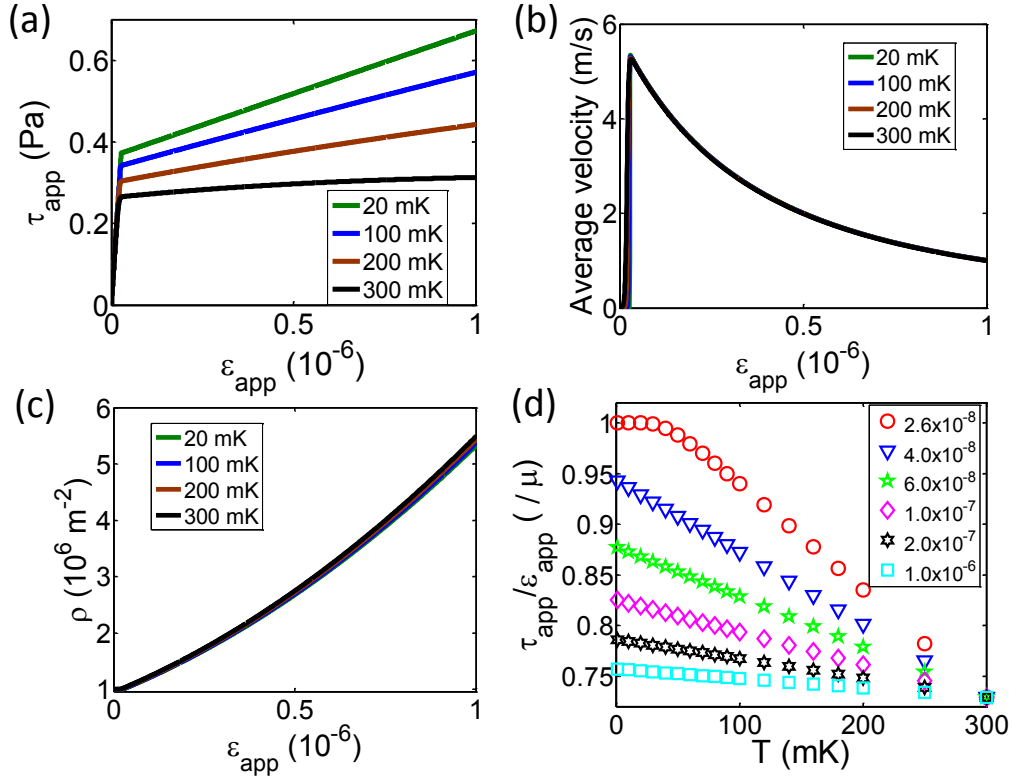 (a)
τapp (Pa)
0.6
0.4
0.2
0
0 0.5 1
εapp (10-6)
20 mK
100 mK
200 mK
300 mK
(b)
Average velocity (m/s)
6
4
2
0
0 0.5 1
εapp (10-6)
20 mK
100 mK
200 mK
300 mK
(c)
ρ (10⁶ m-2)
6
5
4
3
2
1
0 0.5 1
εapp (10-6)
20 mK
100 mK
200 mK
300 mK
(d)
τapp/εapp (/ μ)
1
0.95
0.9
0.85
0.8
0.75
0 100 200 300
T (mK)
2.6x10-8
4.0x10-8
6.0x10-8
1.0x10-7
2.0x10-7
1.0x10-6